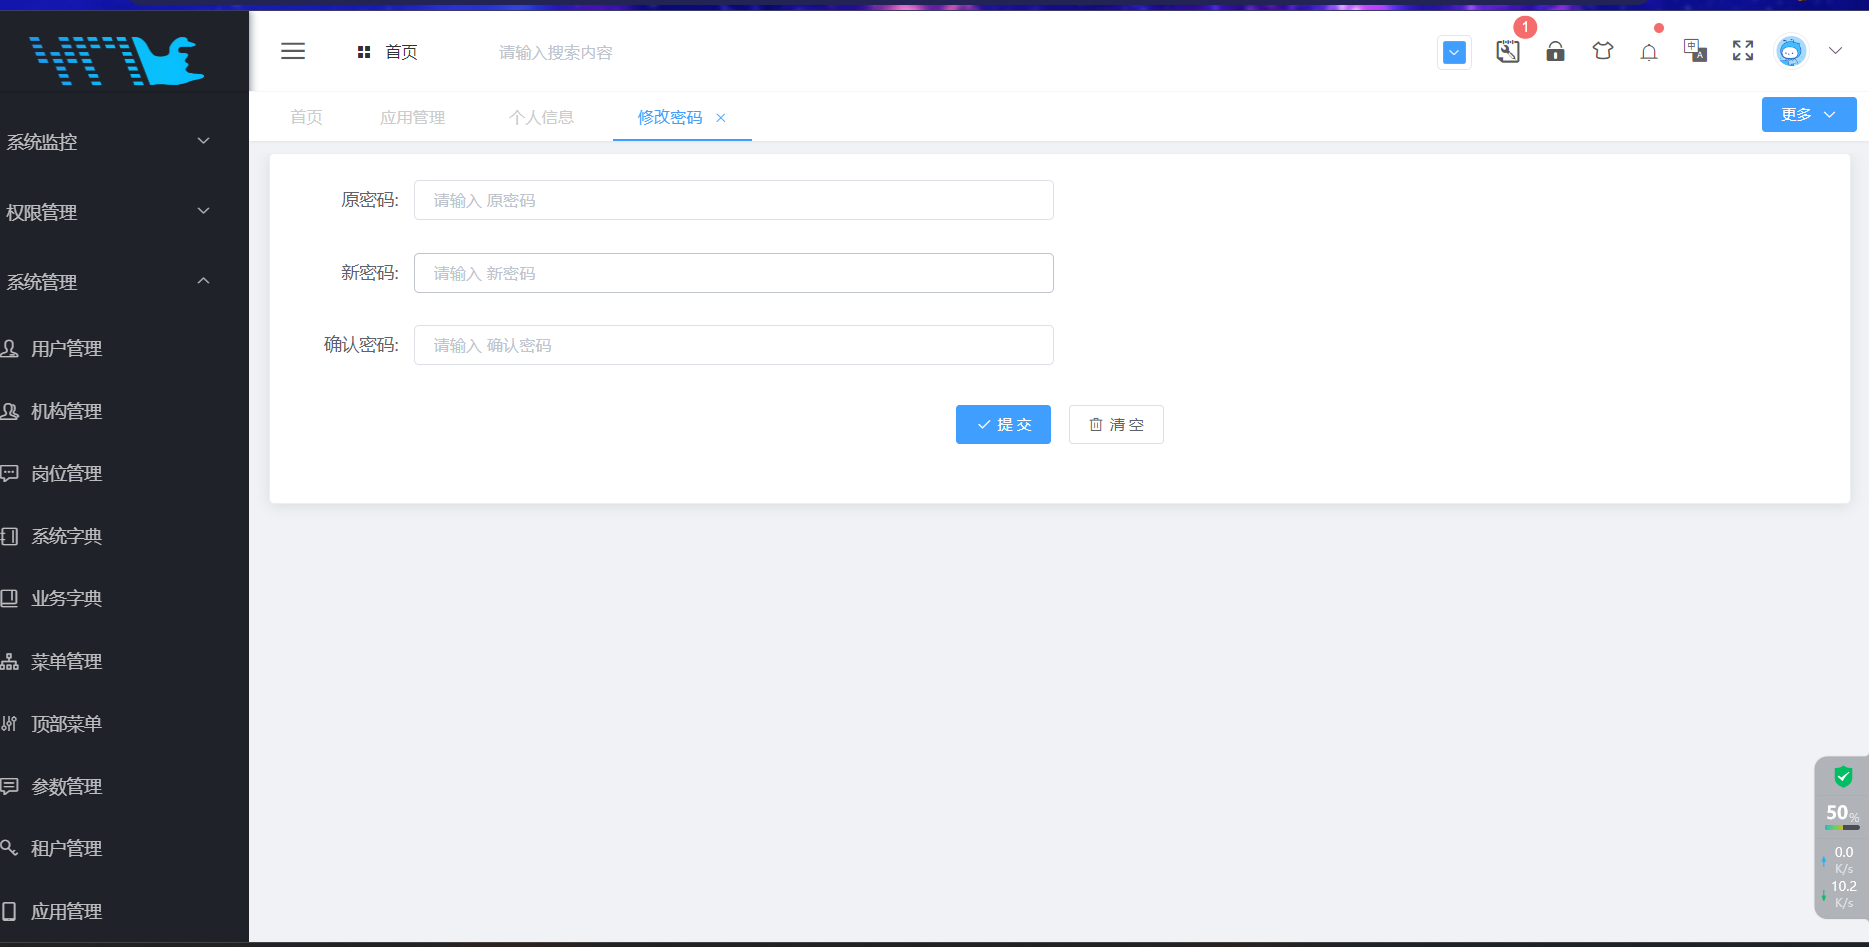 首页
请输入搜索内容
1
中
A
首页
应用管理
个人信息
修改密码
更多
系统监控
权限管理
系统管理
用户管理
机构管理
岗位管理
系统字典
业务字典
菜单管理
顶部菜单
参数管理
租户管理
应用管理
原密码:
请输入 原密码
新密码:
请输入 新密码
确认密码:
请输入 确认密码
提 交
清 空
50%
0.0
K/s
10.2
K/s